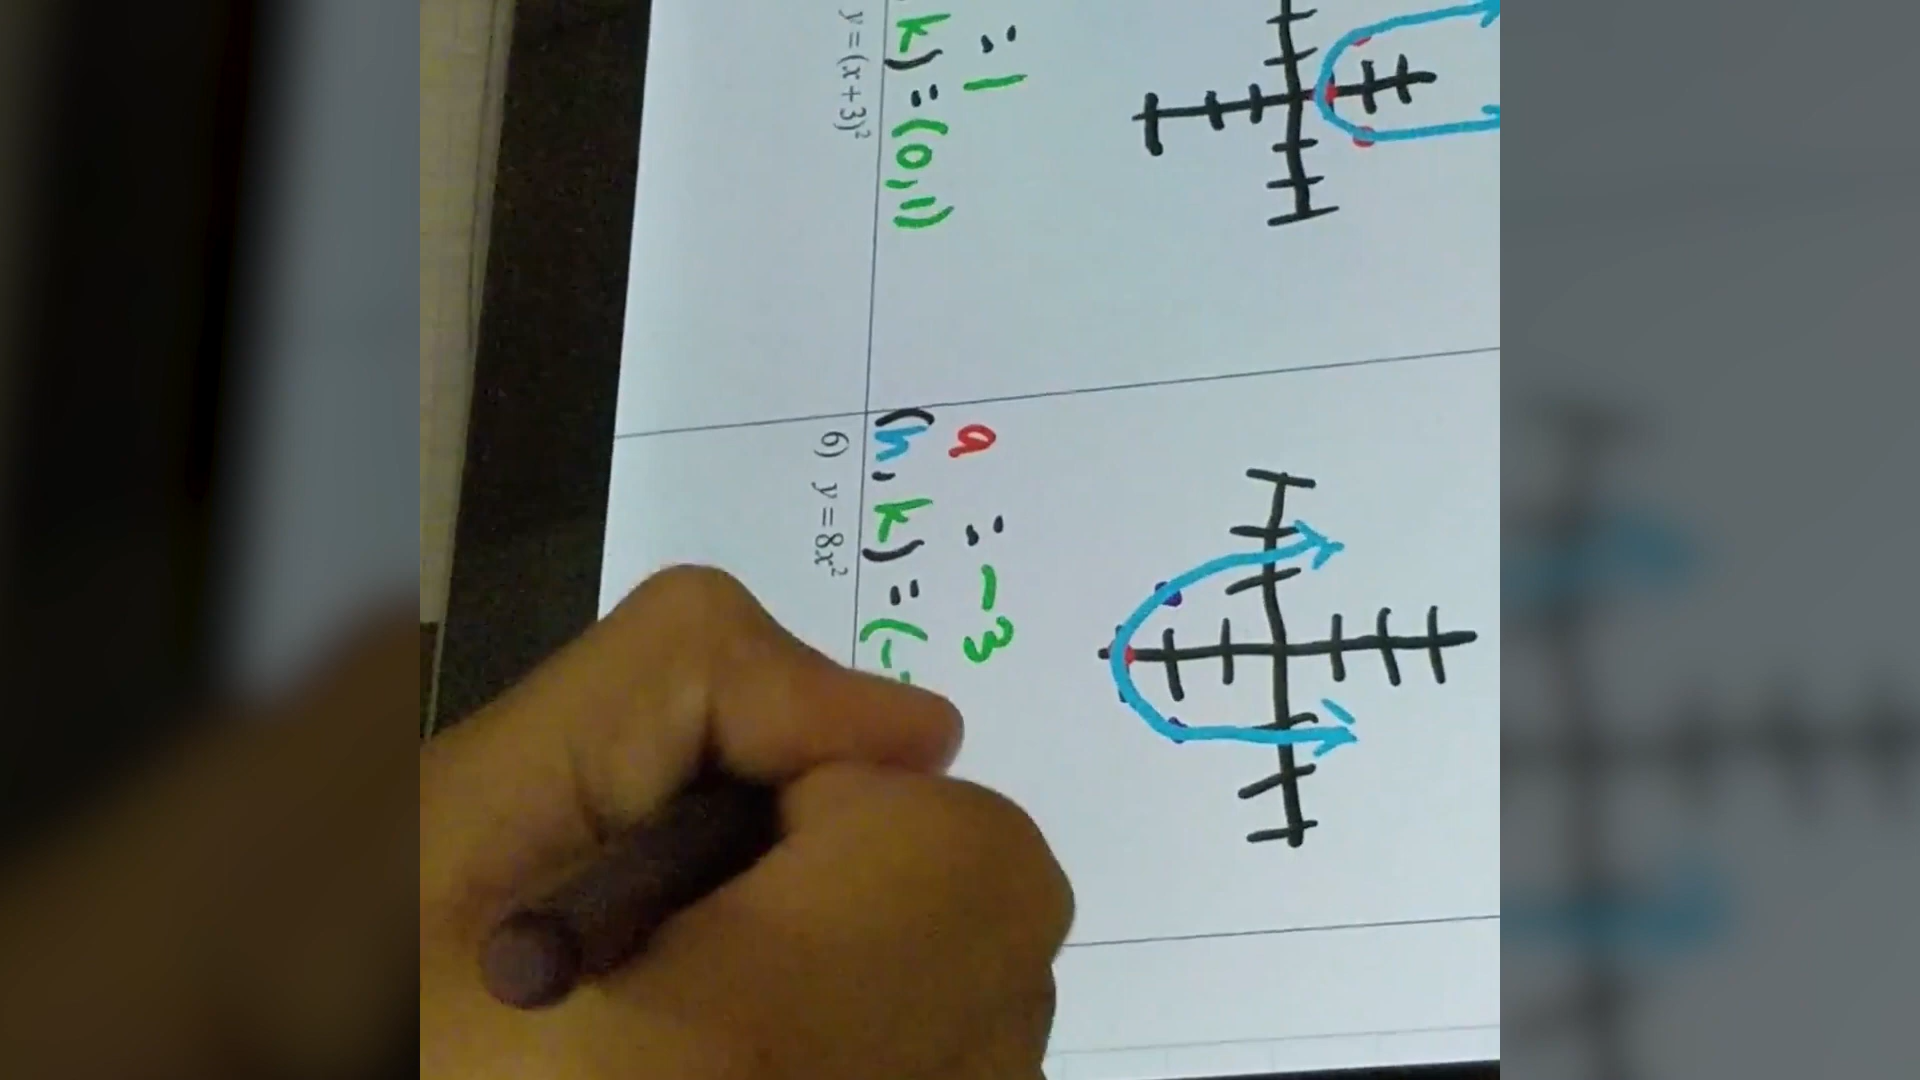 = 1
, k) = (0,1)
y = (x + 3)²
a = -3
(h, k) = (-
6) y = 8x²